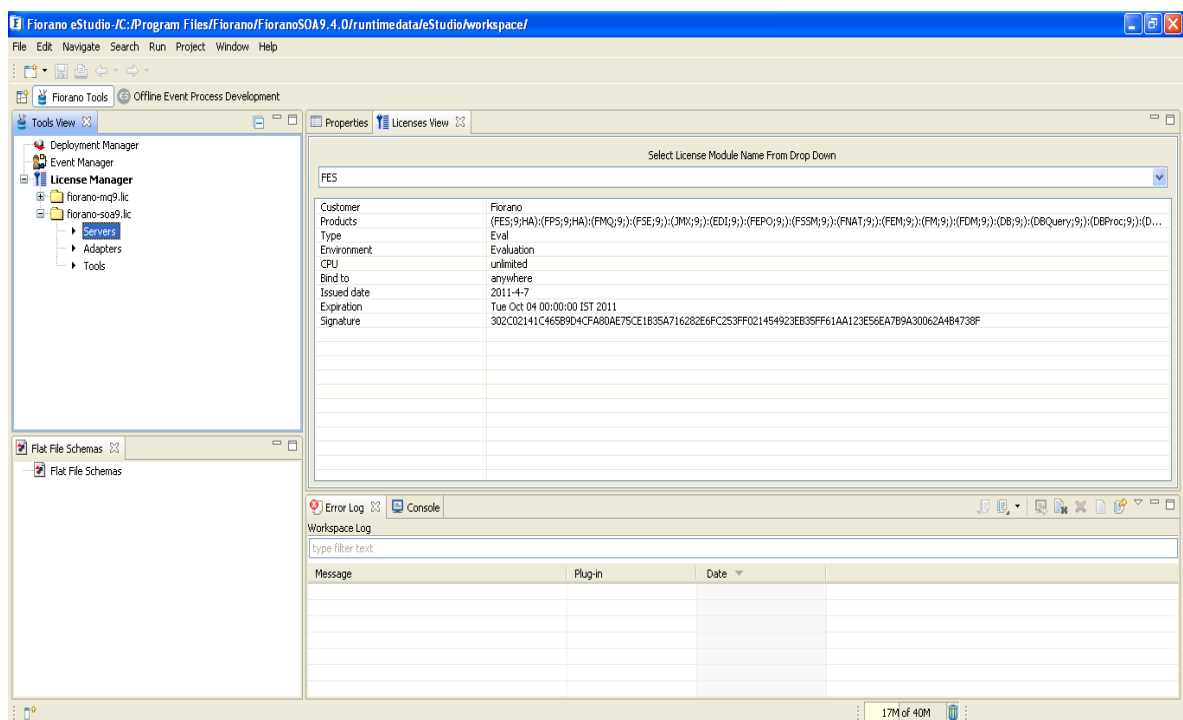 Fiorano eStudio-/C:/Program Files/Fiorano/FioranoSOA9.4.0/runtimedata/eStudio/workspace/
File Edit Navigate Search Run Project Window Help
Fiorano Tools Offline Event Process Development
Tools View
Deployment Manager
Event Manager
License Manager
fiorano-mq9.lic
fiorano-soa9.lic
Servers
Adapters
Tools
Flat File Schemas
Flat File Schemas
Properties Licenses View
Select License Module Name From Drop Down
FES
Customer Fiorano
Products (FES;9;HA):(FPS;9;HA):(FMQ;9;):(FSE;9;):(JMX;9;):(EDI;9;):(FEPO;9;):(FSSM;9;):(FNAT;9;):(FEM;9;):(FM;9;):(FDM;9;):(DB;9;):(DBQuery;9;):(DBProc;9;):(D...
Type Eval
Environment Evaluation
CPU unlimited
Bind to anywhere
Issued date 2011-4-7
Expiration Tue Oct 04 00:00:00 IST 2011
Signature 302C02141C465B9D4CFA80AE75CE1B35A716282E6FC253FF021454923EB35FF61AA123E56EA7B9A30062A4B4738F
Error Log Console
Workspace Log
type filter text
Message Plug-in Date
17M of 40M